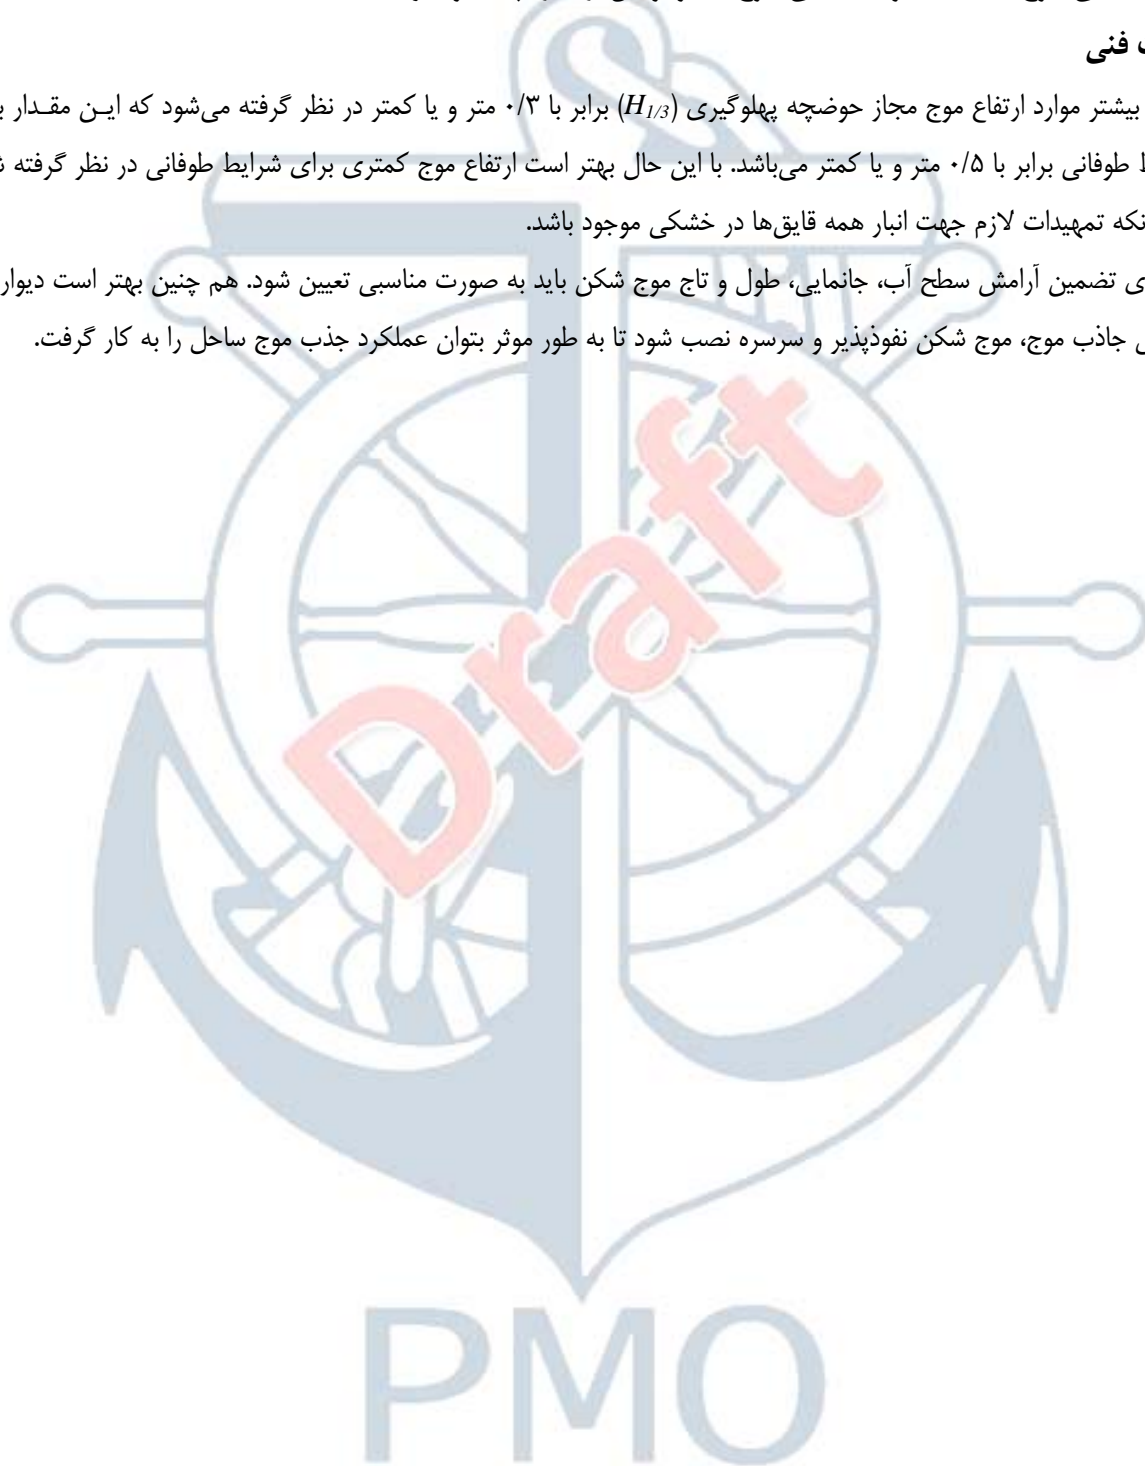 فنی
بیشتر موارد ارتفاع موج مجاز حوضچه پهلوگیری (H1/3) برابر با ۰/۳ متر و یا کمتر در نظر گرفته می‌شود که ایـن مقـدار
طوفانی برابر با ۰/۵ متر و یا کمتر می‌باشد. با این حال بهتر است ارتفاع موج کمتری برای شرایط طوفانی در نظر گرفته
تمهیدات لازم جهت انبار همه قایق‌ها در خشکی موجود باشد.
تضمین آرامش سطح آب، جانمایی، طول و تاج موج شکن باید به صورت مناسبی تعیین شود. هم چنین بهتر است دیوار
جاذب موج، موج شکن نفوذپذیر و سرسره نصب شود تا به طور موثر بتوان عملکرد جذب موج ساحل را به کار گرفت.
Draft
PMO